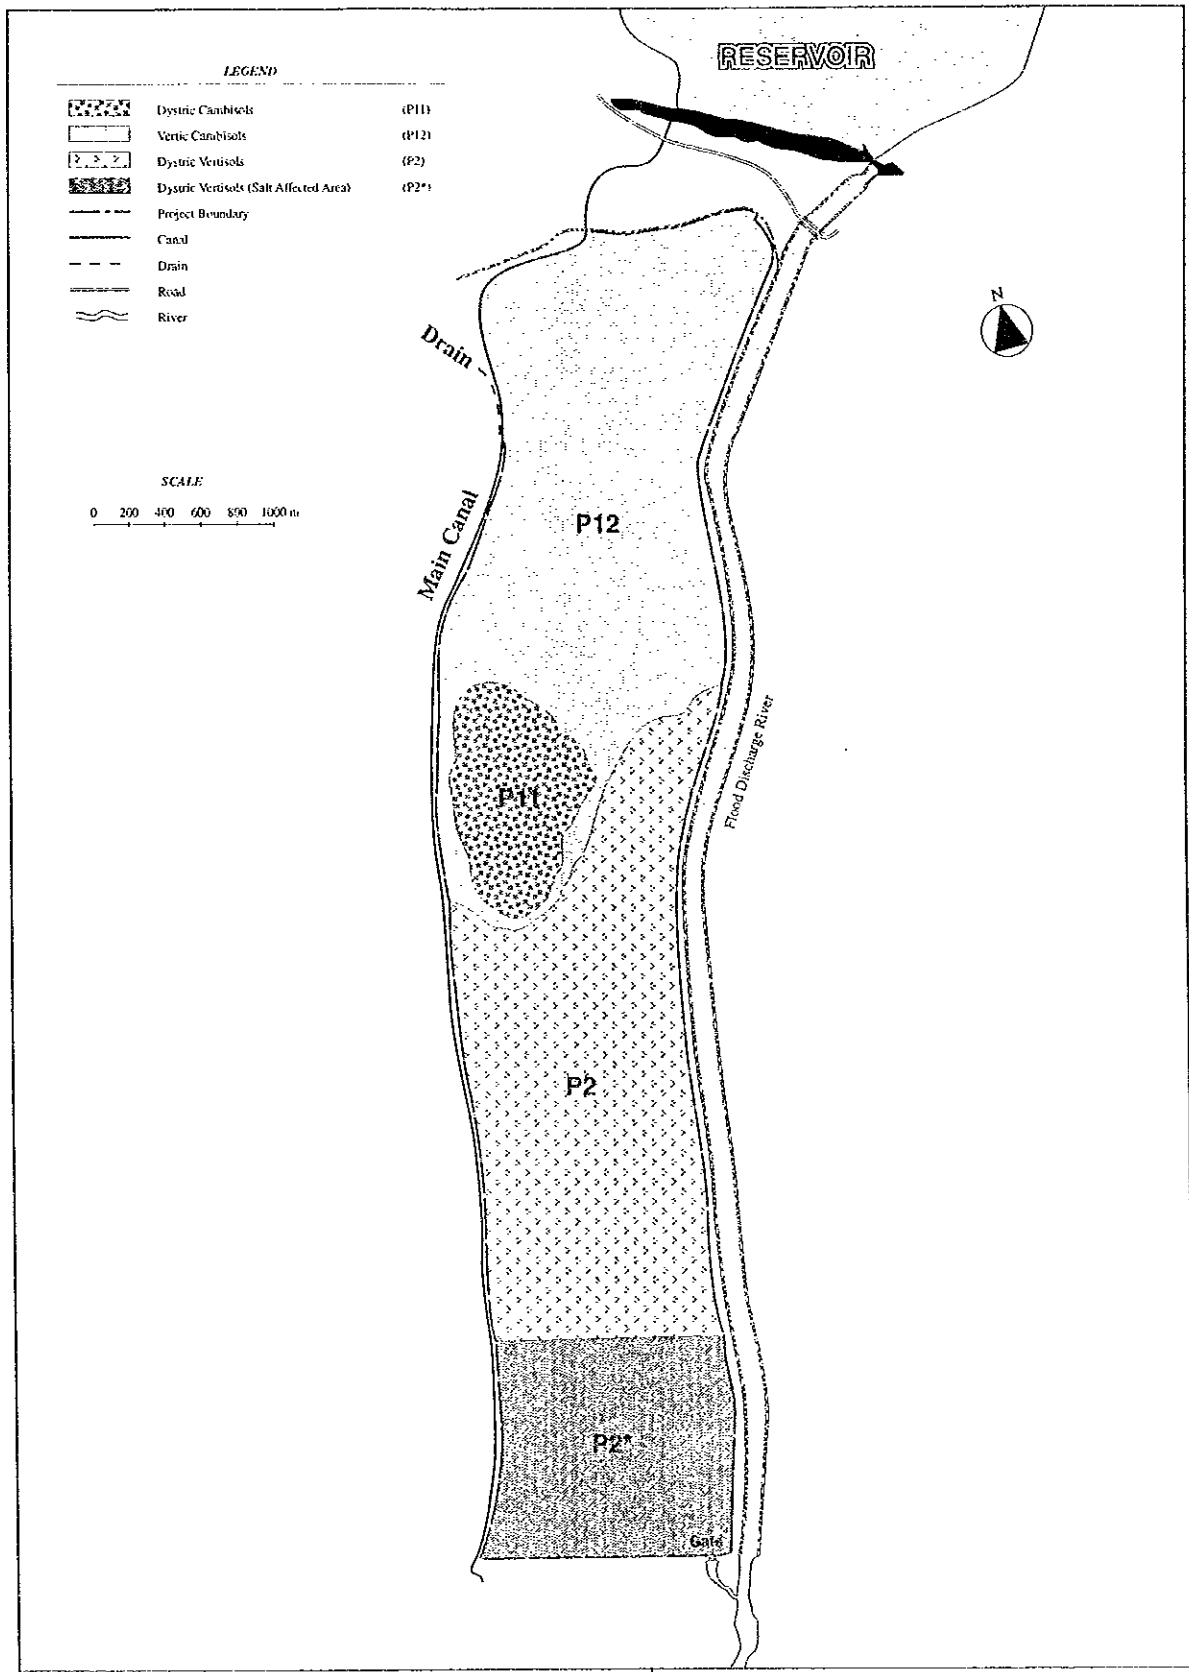 RESERVOIR
LEGEND
Dystric Cambisols (P11)
Vertic Cambisols (P12)
Dystric Vertisols (P2)
Dystric Vertisols (Salt Affected Area) (P2*)
Project Boundary
Canal
Drain
Road
River
N
Drain
SCALE
0 200 400 600 800 1000 m
Main Canal
P12
Flood Discharge River
P11
P2
P2*
Gate